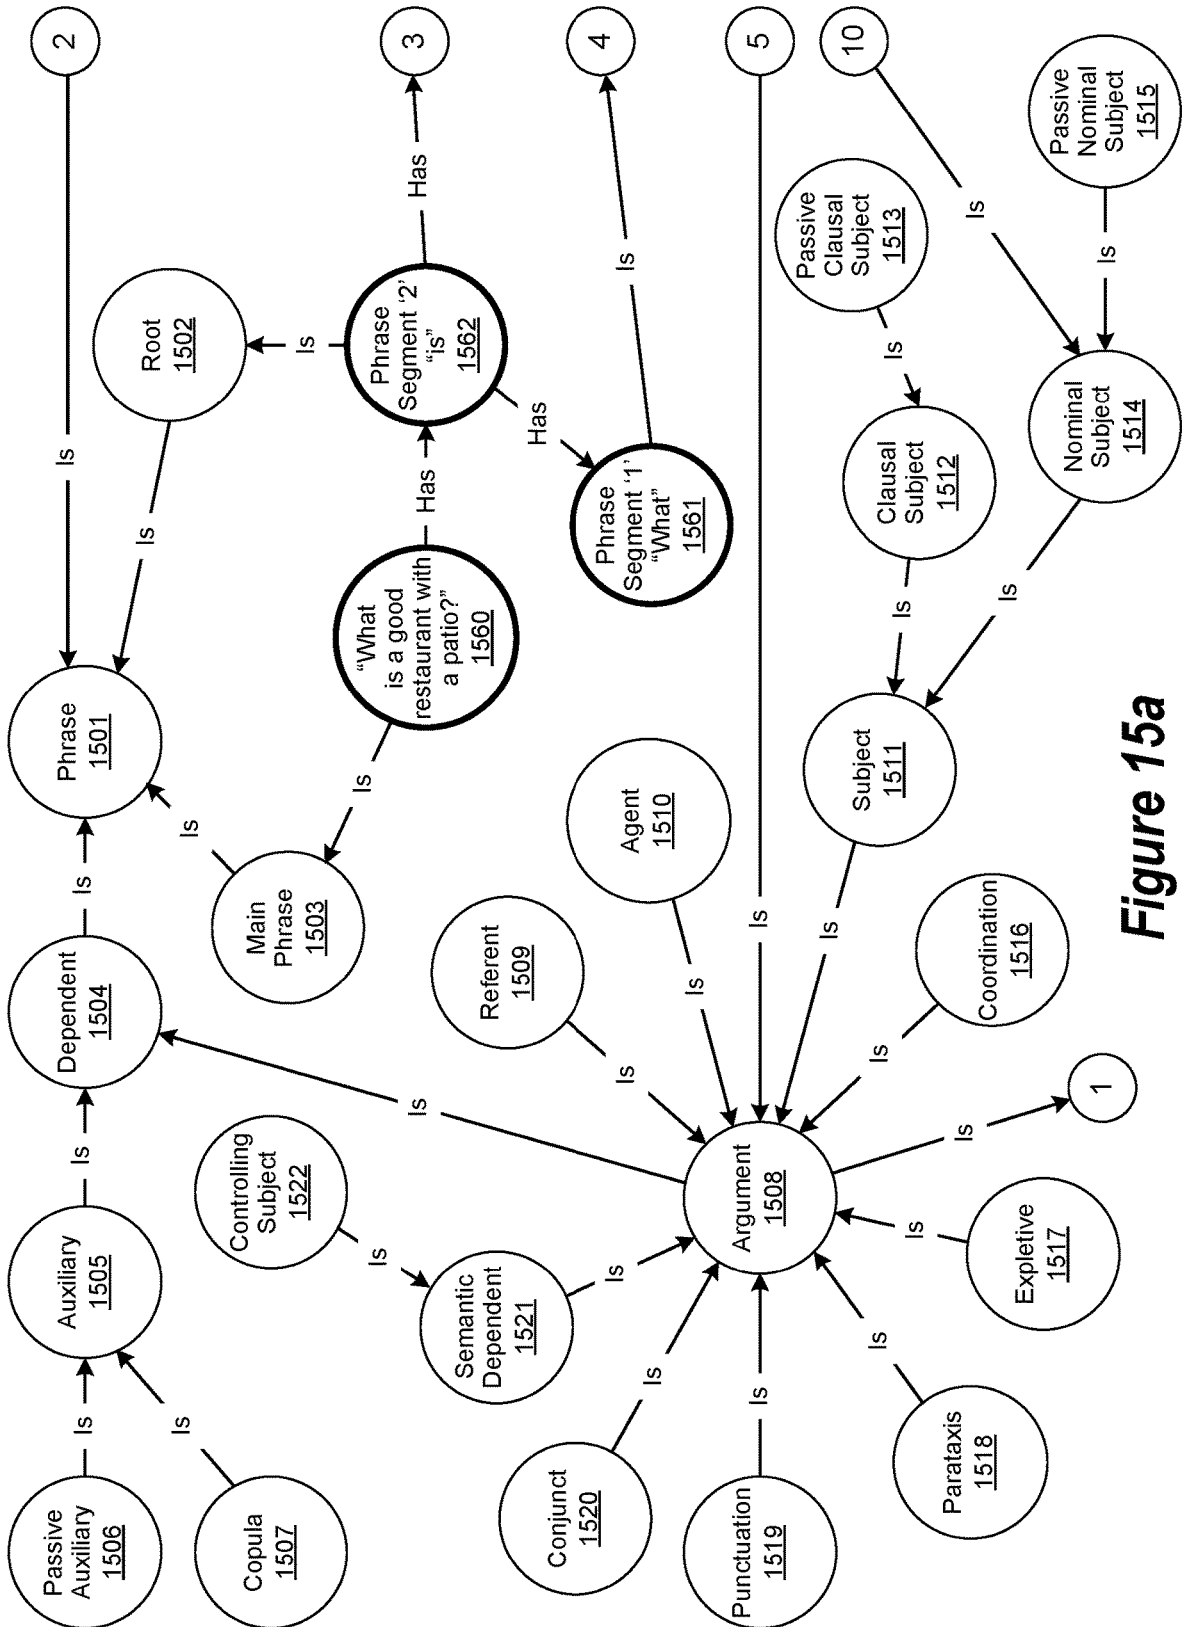 Passive
Auxiliary
1506
Is
Auxiliary
1505
Is
Dependent
1504
Is
Phrase
1501
Is
2
Copula
1507
Is
Controlling
Subject
1522
Is
Main
Phrase
1503
Is
Is
Root
1502
Is
Is
Semantic
Dependent
1521
Is
Is
Referent
1509
Is
“What
is a good
restaurant with
a patio?”
1560
Has
Phrase
Segment ‘2’
“is”
1562
Has
3
Conjunct
1520
Is
Agent
1510
Is
Has
Phrase
Segment ‘1’
“What”
1561
Is
4
Punctuation
1519
Is
Argument
1508
Is
5
Is
Subject
1511
Is
Clausal
Subject
1512
Is
Passive
Clausal
Subject
1513
10
Parataxis
1518
Is
Is
Is
Is
Coordination
1516
Is
Is
Expletive
1517
1
Nominal
Subject
1514
Is
Passive
Nominal
Subject
1515
Figure 15a